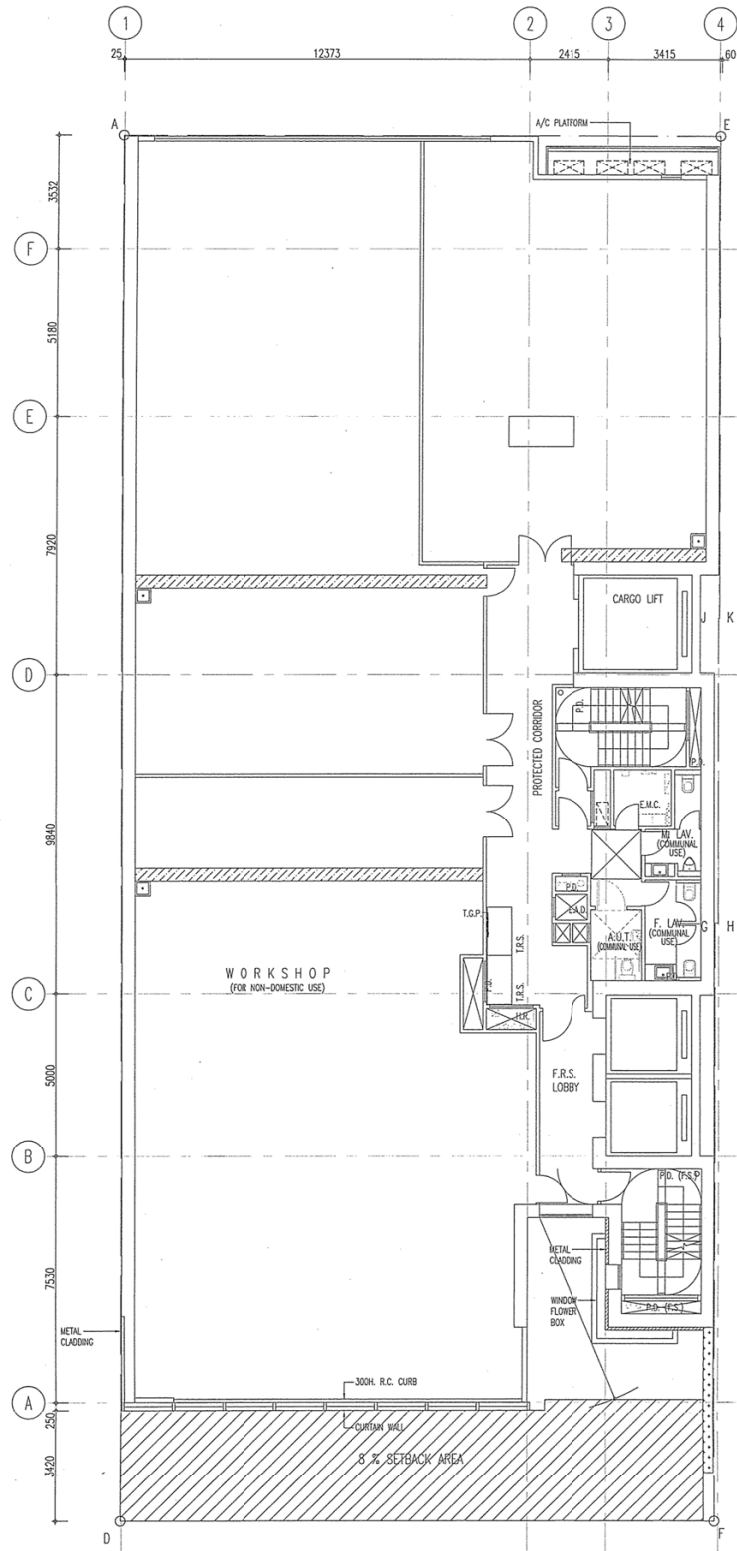 1
2
3
4
25
12373
2415
3415
60
A
E
A/C PLATFORM
3532
F
5180
E
7920
CARGO LIFT
J
K
D
P.D.
PROTECTED CORRIDOR
P.D.
E.M.C.
M. LAV.
(COMMUNAL
USE)
9840
P.D.
E.A.D.
T.G.P.
T.R.S.
A.U.T.
(COMMUNAL USE)
F. LAV.
(COMMUNAL
USE)
G
H
WORKSHOP
(FOR NON-DOMESTIC USE)
P.D.
T.R.S.
P.D.
C
H.R.
5000
F.R.S.
LOBBY
B
P.D. (F.S.)
METAL
CLADDING
7530
WINDOW
FLOWER
BOX
P.D. (F.S.)
METAL
CLADDING
300H. R.C. CURB
A
250
CURTAIN WALL
8 % SETBACK AREA
3420
D
F